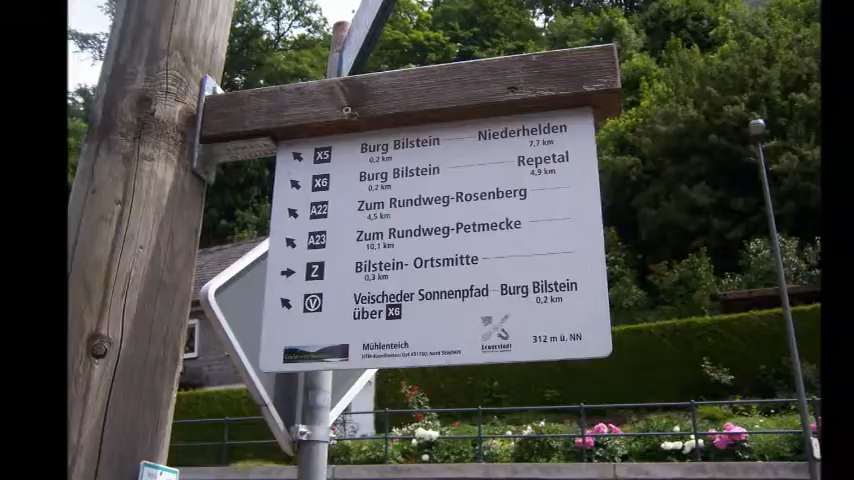 X5 Burg Bilstein Niederhelden
0,2 km 7,7 km
X6 Burg Bilstein Repetal
0,2 km 4,9 km
A22 Zum Rundweg-Rosenberg
4,5 km
A23 Zum Rundweg-Petmecke
10,1 km
Z Bilstein- Ortsmitte
0,3 km
V Veischeder Sonnenpfad Burg Bilstein
über X6 0,2 km
Mühlenteich
Lennestadt 312 m ü. NN